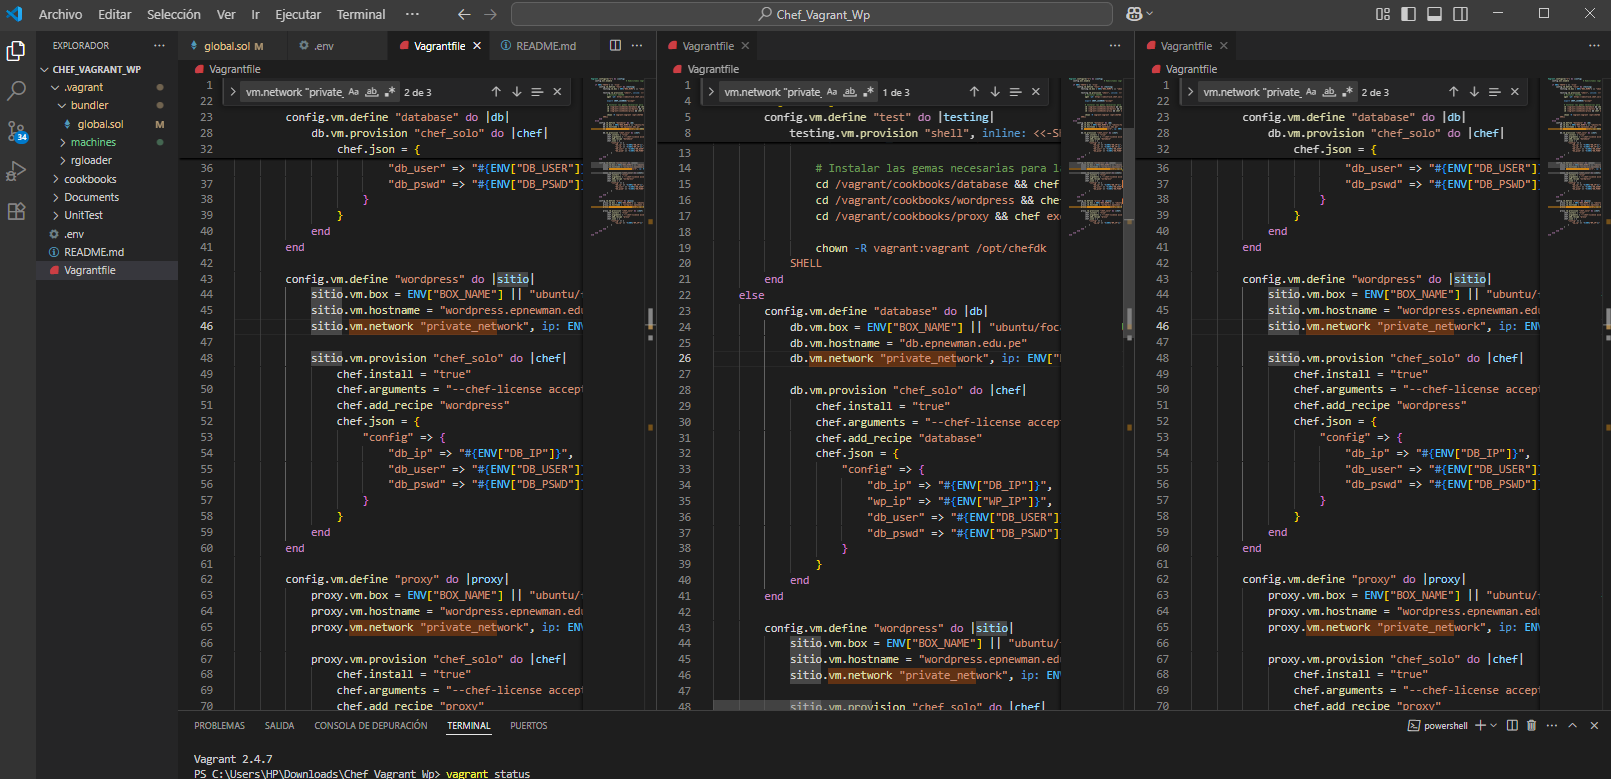 Archivo Editar Selección Ver Ir Ejecutar Terminal ··· Chef_Vagrant_Wp
EXPLORADOR
CHEF_VAGRANT_WP
.vagrant
bundler
global.sol M
machines
rgloader
cookbooks
Documents
UnitTest
.env
README.md
Vagrantfile
34
global.sol M .env Vagrantfile README.md
Vagrantfile
vm.network "private_ Aa ab 2 de 3
1
22
23 config.vm.define "database" do |db|
28 db.vm.provision "chef_solo" do |chef|
32 chef.json = {
36 "db_user" => "#{ENV["DB_USER"]
37 "db_pswd" => "#{ENV["DB_PSWD"]
38 }
39 }
40 end
41 end
42
43 config.vm.define "wordpress" do |sitio|
44 sitio.vm.box = ENV["BOX_NAME"] || "ubuntu/
45 sitio.vm.hostname = "wordpress.epnewman.edu
46 sitio.vm.network "private_network", ip: ENV
47
48 sitio.vm.provision "chef_solo" do |chef|
49 chef.install = "true"
50 chef.arguments = "--chef-license accept
51 chef.add_recipe "wordpress"
52 chef.json = {
53 "config" => {
54 "db_ip" => "#{ENV["DB_IP"]}",
55 "db_user" => "#{ENV["DB_USER"]
56 "db_pswd" => "#{ENV["DB_PSWD"]
57 }
58 }
59 end
60 end
61
62 config.vm.define "proxy" do |proxy|
63 proxy.vm.box = ENV["BOX_NAME"] || "ubuntu/
64 proxy.vm.hostname = "wordpress.epnewman.edu
65 proxy.vm.network "private_network", ip: ENV
66
67 proxy.vm.provision "chef_solo" do |chef|
68 chef.install = "true"
69 chef.arguments = "--chef-license accept
70 chef.add_recipe "proxy"
Vagrantfile
Vagrantfile
vm.network "private_ Aa ab 1 de 3
1
4
5 config.vm.define "test" do |testing|
8 testing.vm.provision "shell", inline: <<-SH
13
14 # Instalar las gemas necesarias para la
15 cd /vagrant/cookbooks/database && chef
16 cd /vagrant/cookbooks/wordpress && che
17 cd /vagrant/cookbooks/proxy && chef exe
18
19 chown -R vagrant:vagrant /opt/chefdk
20 SHELL
21 end
22 else
23 config.vm.define "database" do |db|
24 db.vm.box = ENV["BOX_NAME"] || "ubuntu/foca
25 db.vm.hostname = "db.epnewman.edu.pe"
26 db.vm.network "private_network", ip: ENV["
27
28 db.vm.provision "chef_solo" do |chef|
29 chef.install = "true"
30 chef.arguments = "--chef-license accept
31 chef.add_recipe "database"
32 chef.json = {
33 "config" => {
34 "db_ip" => "#{ENV["DB_IP"]}",
35 "wp_ip" => "#{ENV["WP_IP"]}",
36 "db_user" => "#{ENV["DB_USER"]
37 "db_pswd" => "#{ENV["DB_PSWD"]
38 }
39 }
40 end
41 end
42
43 config.vm.define "wordpress" do |sitio|
44 sitio.vm.box = ENV["BOX_NAME"] || "ubuntu/
45 sitio.vm.hostname = "wordpress.epnewman.edu
46 sitio.vm.network "private_network", ip: ENV
47
48 sitio.vm.provision "chef_solo" do |chef|
Vagrantfile
Vagrantfile
vm.network "private_ Aa ab 2 de 3
1
22
23 config.vm.define "database" do |db|
28 db.vm.provision "chef_solo" do |chef|
32 chef.json = {
36 "db_user" => "#{ENV["DB_USER"]
37 "db_pswd" => "#{ENV["DB_PSWD"]
38 }
39 }
40 end
41 end
42
43 config.vm.define "wordpress" do |sitio|
44 sitio.vm.box = ENV["BOX_NAME"] || "ubuntu/
45 sitio.vm.hostname = "wordpress.epnewman.edu
46 sitio.vm.network "private_network", ip: ENV
47
48 sitio.vm.provision "chef_solo" do |chef|
49 chef.install = "true"
50 chef.arguments = "--chef-license accept
51 chef.add_recipe "wordpress"
52 chef.json = {
53 "config" => {
54 "db_ip" => "#{ENV["DB_IP"]}",
55 "db_user" => "#{ENV["DB_USER"]
56 "db_pswd" => "#{ENV["DB_PSWD"]
57 }
58 }
59 end
60 end
61
62 config.vm.define "proxy" do |proxy|
63 proxy.vm.box = ENV["BOX_NAME"] || "ubuntu/
64 proxy.vm.hostname = "wordpress.epnewman.edu
65 proxy.vm.network "private_network", ip: ENV
66
67 proxy.vm.provision "chef_solo" do |chef|
68 chef.install = "true"
69 chef.arguments = "--chef-license accept
70 chef.add_recipe "proxy"
PROBLEMAS SALIDA CONSOLA DE DEPURACIÓN TERMINAL PUERTOS powershell
Vagrant 2.4.7
PS C:\Users\HP\Downloads\Chef_Vagrant_Wp> vagrant status